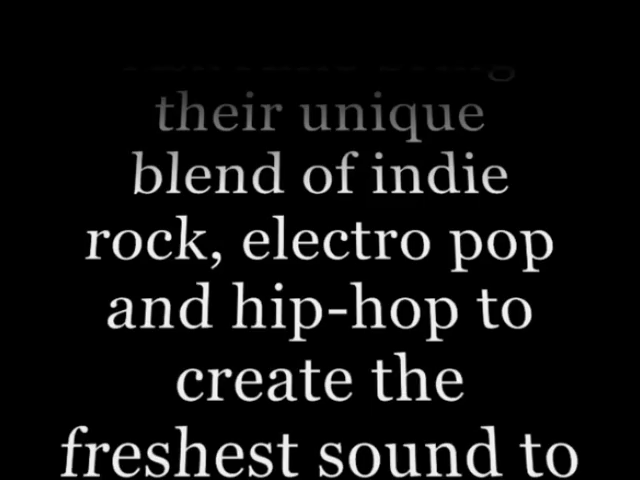 their unique
blend of indie
rock, electro pop
and hip-hop to
create the
freshest sound to